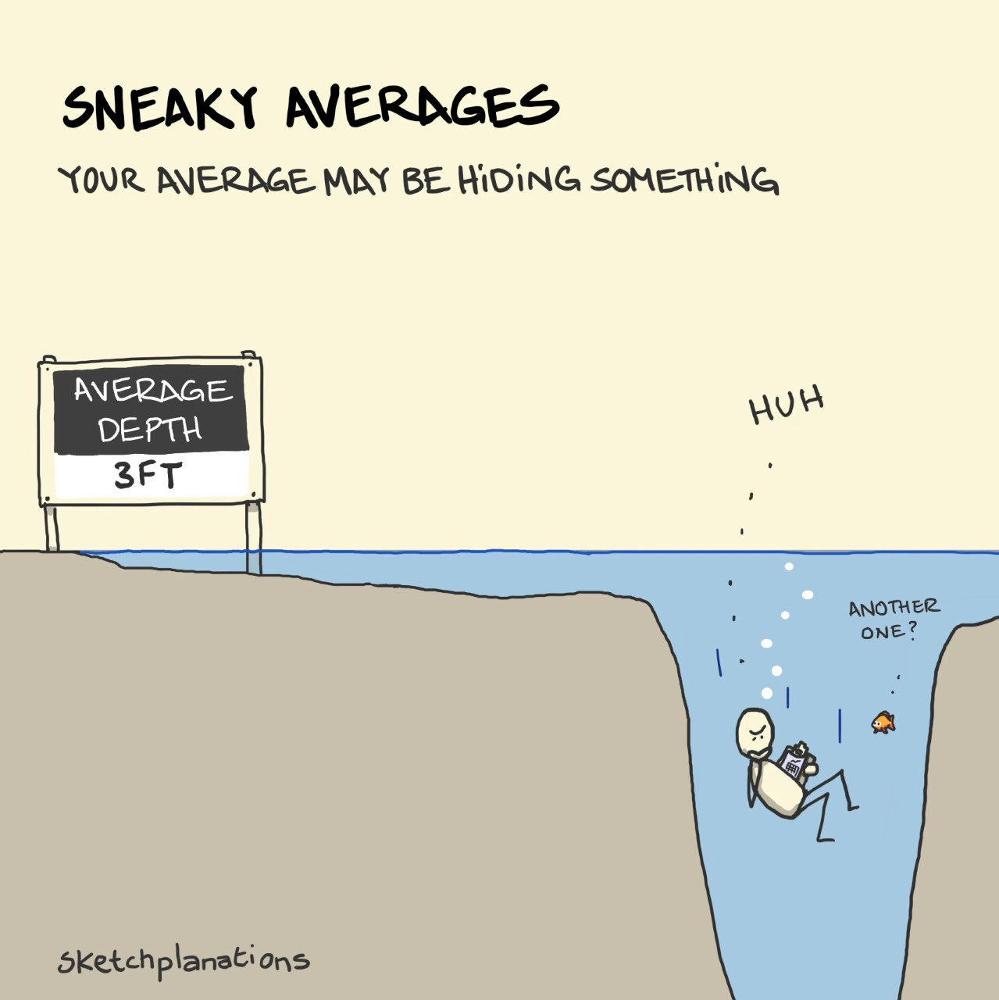 SNEAKY AVERAGES
YOUR AVERAGE MAY BE HiDiNG SOMETHiNG
AVERAGE
DEPTH
3FT
HUH
ANOTHER
ONE?
sketchplanations